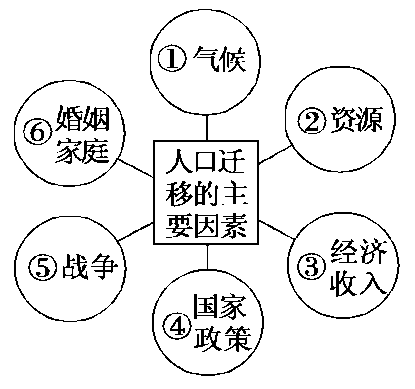 ①气候
②资源
③经济
收入
④国家
政策
⑤战争
⑥婚姻
家庭
人口迁
移的主
要因素